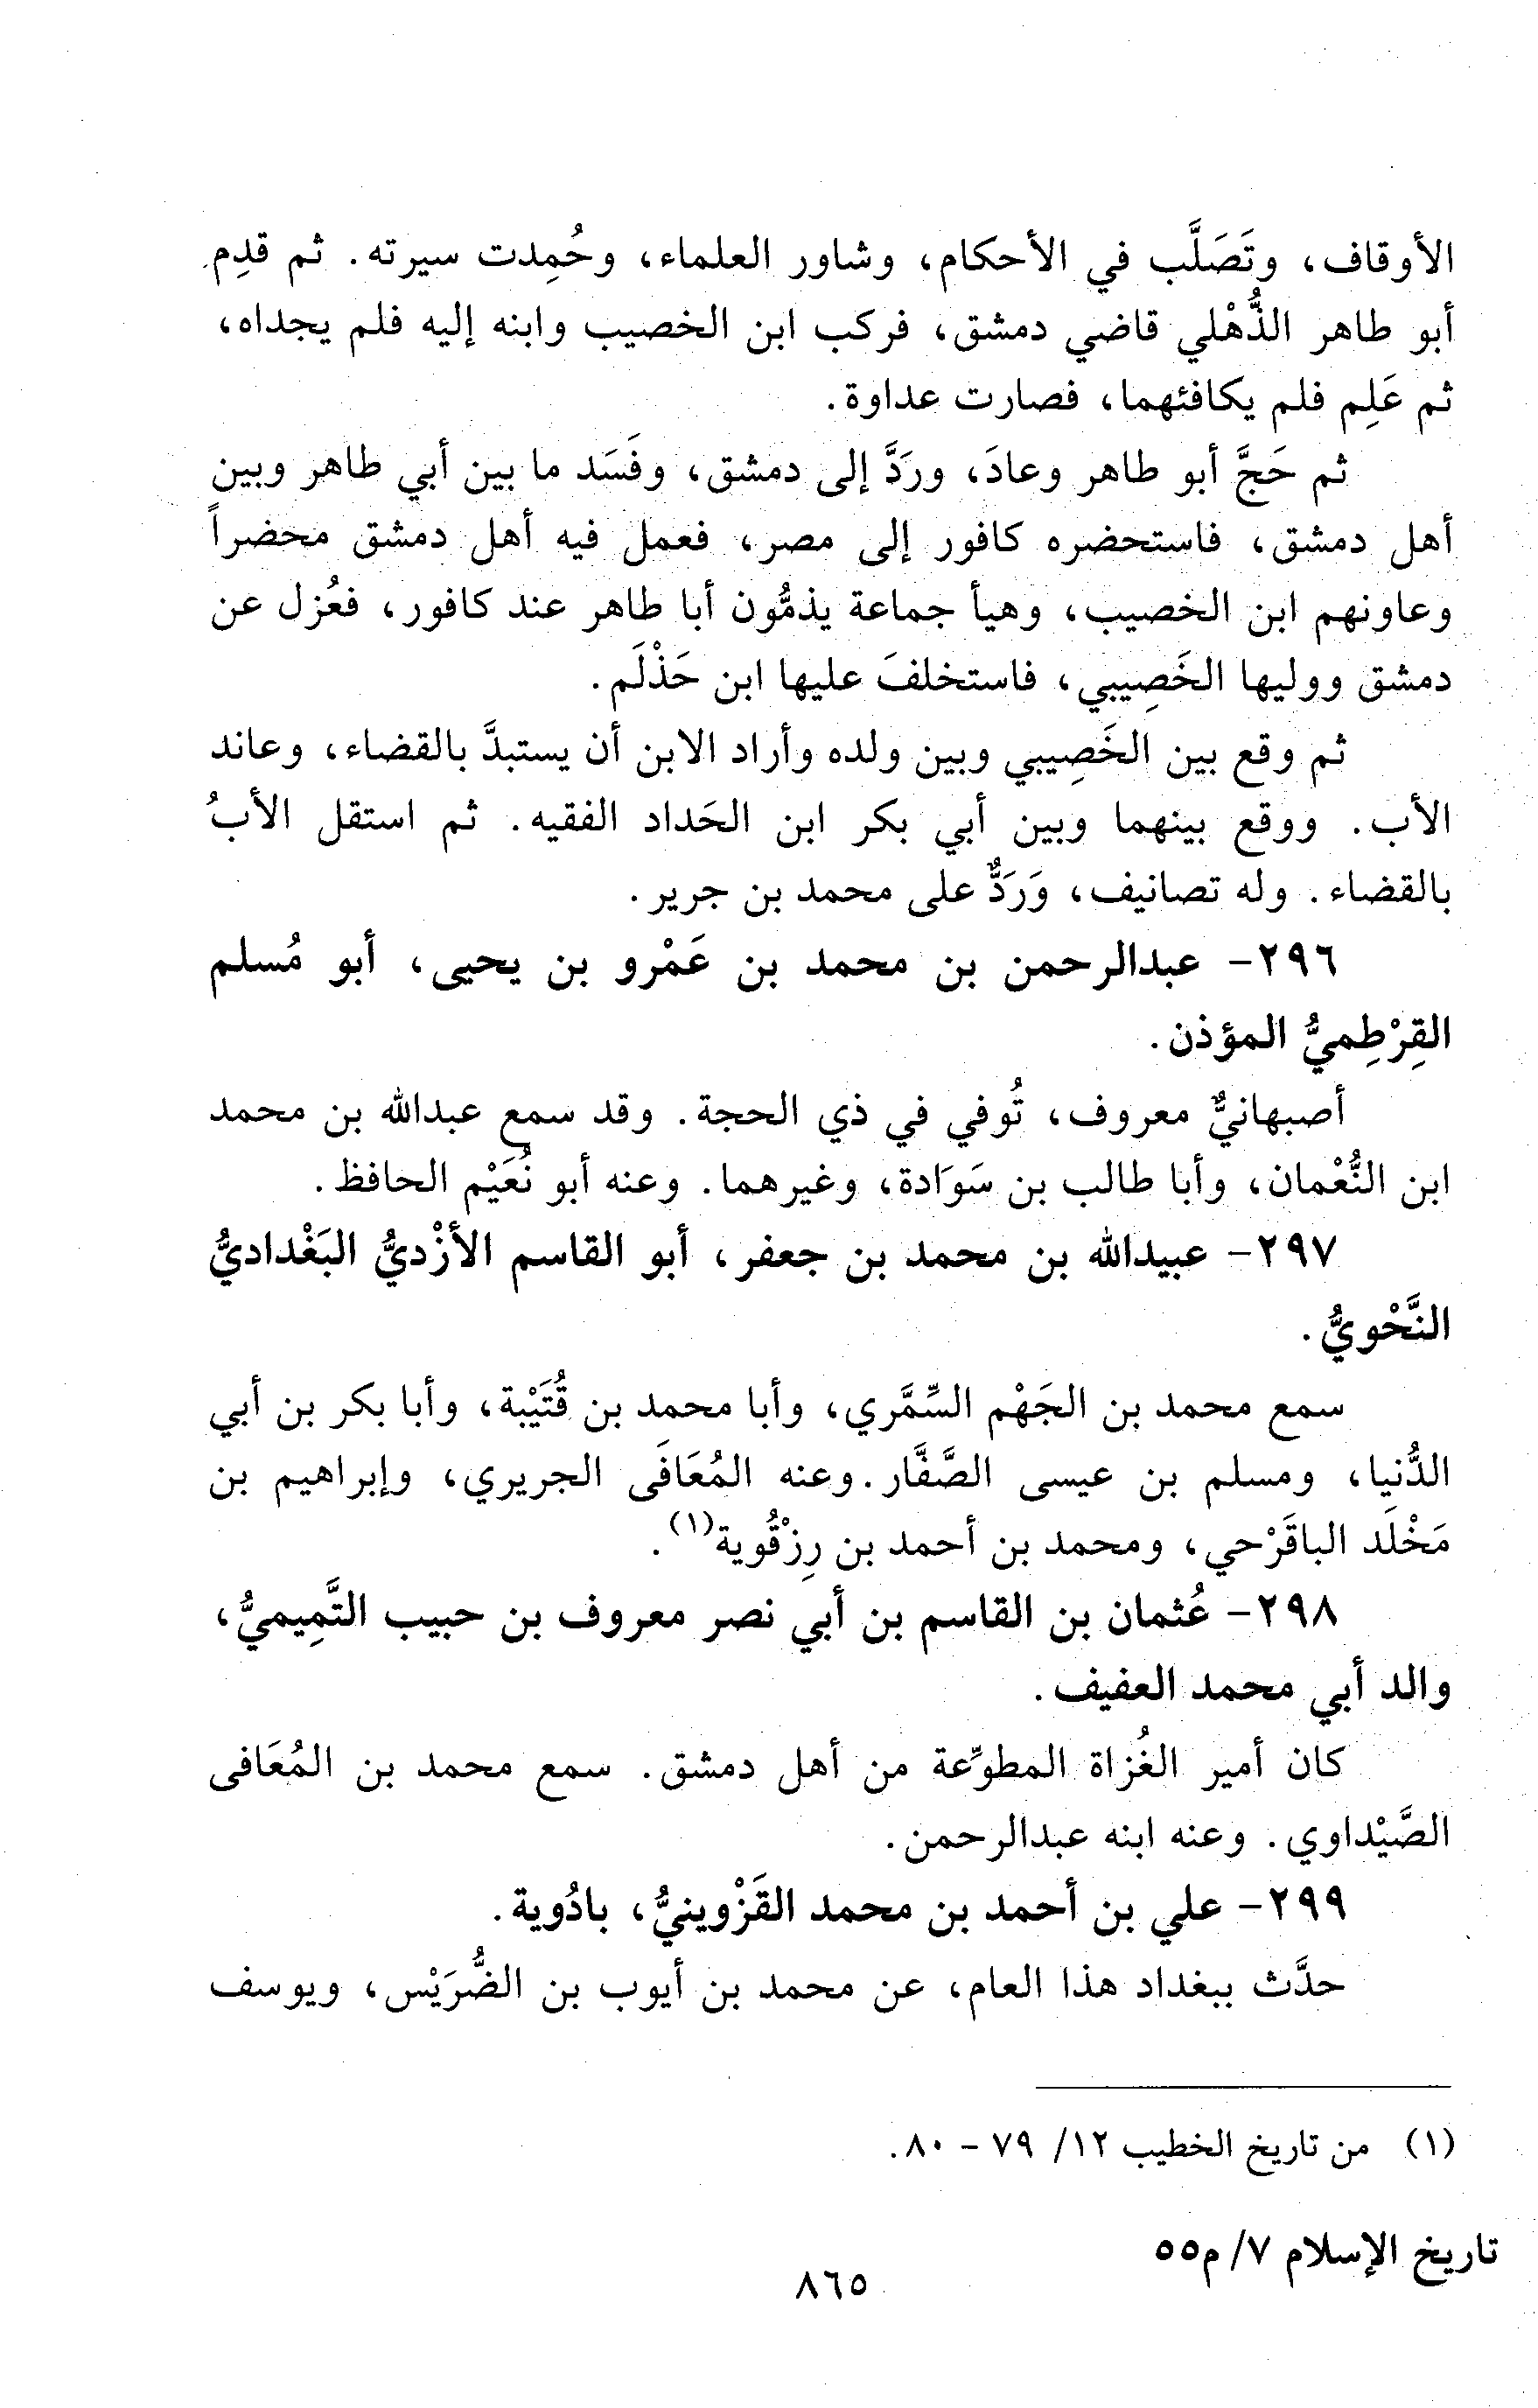 الأوقاف، وتَصَلَّب في الأحكام، وشاور العلماء، وحُمِدت سيرته. ثم قدِم
أبو طاهر الذُّهْلي قاضي دمشق، فركب ابن الخصيب وابنه إليه فلم يجداه،
ثم عَلِم فلم يكافئهما، فصارت عداوة.
ثم حَجَّ أبو طاهر وعادَ، ورَدَّ إلى دمشق، وفَسَد ما بين أبي طاهر وبين
أهل دمشق، فاستحضره كافور إلى مصر، فعمل فيه أهل دمشق محضراً
وعاونهم ابن الخصيب، وهيأ جماعة يذمُّون أبا طاهر عند كافور، فعُزل عن
دمشق ووليها الخَصِيبي، فاستخلفَ عليها ابن حَذْلَم.
ثم وقع بين الخَصِيبي وبين ولده وأراد الابن أن يستبدَّ بالقضاء، وعاند
الأب. ووقع بينهما وبين أبي بكر ابن الحَداد الفقيه. ثم استقل الأبُ
بالقضاء. وله تصانيف، وَرَدٌّ على محمد بن جرير.
٢٩٦- عبدالرحمن بن محمد بن عَمْرو بن يحيى، أبو مُسلم
القِرْطِميُّ المؤذن.
أصبهانيٌّ معروف، تُوفي في ذي الحجة. وقد سمع عبدالله بن محمد
ابن النُّعْمان، وأبا طالب بن سَوَادة، وغيرهما. وعنه أبو نُعَيْم الحافظ.
٢٩٧- عبيدالله بن محمد بن جعفر، أبو القاسم الأزْديُّ البَغْداديُّ
النَّحْويُّ.
سمع محمد بن الجَهْم السِّمَّري، وأبا محمد بن قُتَيْبة، وأبا بكر بن أبي
الدُّنيا، ومسلم بن عيسى الصَّفَّار. وعنه المُعَافَى الجريري، وإبراهيم بن
مَخْلَد الباقَرْحي، ومحمد بن أحمد بن رِزْقُوية(١).
٢٩٨- عُثمان بن القاسم بن أبي نصر معروف بن حبيب التَّمِيميُّ،
والد أبي محمد العفيف.
كان أمير الغُزاة المطوِّعة من أهل دمشق. سمع محمد بن المُعَافى
الصَّيْداوي. وعنه ابنه عبدالرحمن.
٢٩٩- علي بن أحمد بن محمد القَزْوينيُّ، بادُوية.
حدَّث ببغداد هذا العام، عن محمد بن أيوب بن الضُّرَيْس، ويوسف
(١) من تاريخ الخطيب ١٢/ ٧٩ - ٨٠.
تاريخ الإسلام ٧/ م٥٥
٨٦٥